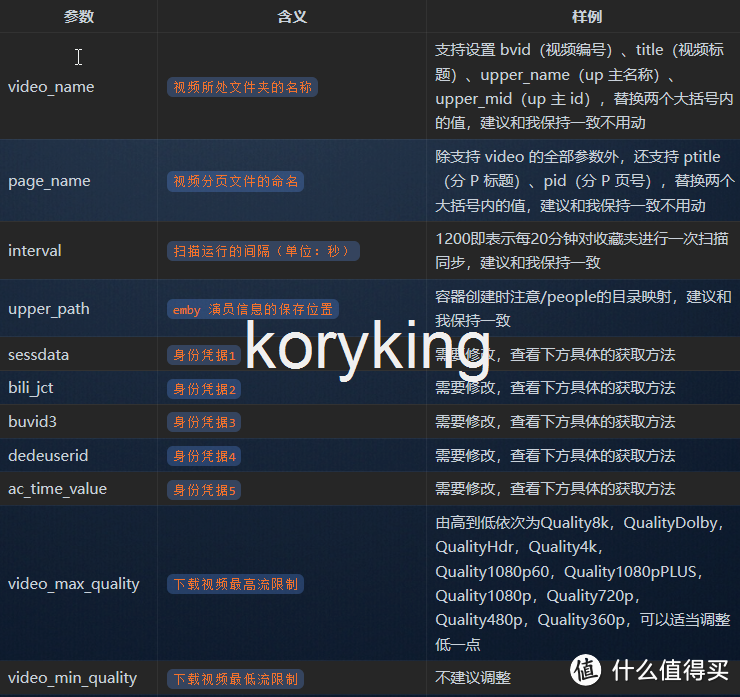 参数 含义 样例
video_name 视频所处文件夹的名称 支持设置 bvid（视频编号）、title（视频标
题）、upper_name（up 主名称）、
upper_mid（up 主 id），替换两个大括号内
的值，建议和我保持一致不用动
page_name 视频分页文件的命名 除支持 video 的全部参数外，还支持 ptitle
（分 P 标题）、pid（分 P 页号），替换两个
大括号内的值，建议和我保持一致不用动
interval 扫描运行的间隔（单位：秒） 1200即表示每20分钟对收藏夹进行一次扫描
同步，建议和我保持一致
upper_path emby 演员信息的保存位置 容器创建时注意/people的目录映射，建议和
我保持一致
sessdata 身份凭据1 需要修改，查看下方具体的获取方法
koryking
bili_jct 身份凭据2 需要修改，查看下方具体的获取方法
buvid3 身份凭据3 需要修改，查看下方具体的获取方法
dedeuserid 身份凭据4 需要修改，查看下方具体的获取方法
ac_time_value 身份凭据5 需要修改，查看下方具体的获取方法
video_max_quality 下载视频最高流限制 由高到低依次为Quality8k，QualityDolby，
QualityHdr，Quality4k，
Quality1080p60，Quality1080pPLUS，
Quality1080p，Quality720p，
Quality480p，Quality360p，可以适当调整
低一点
video_min_quality 下载视频最低流限制 不建议调整
值 什么值得买